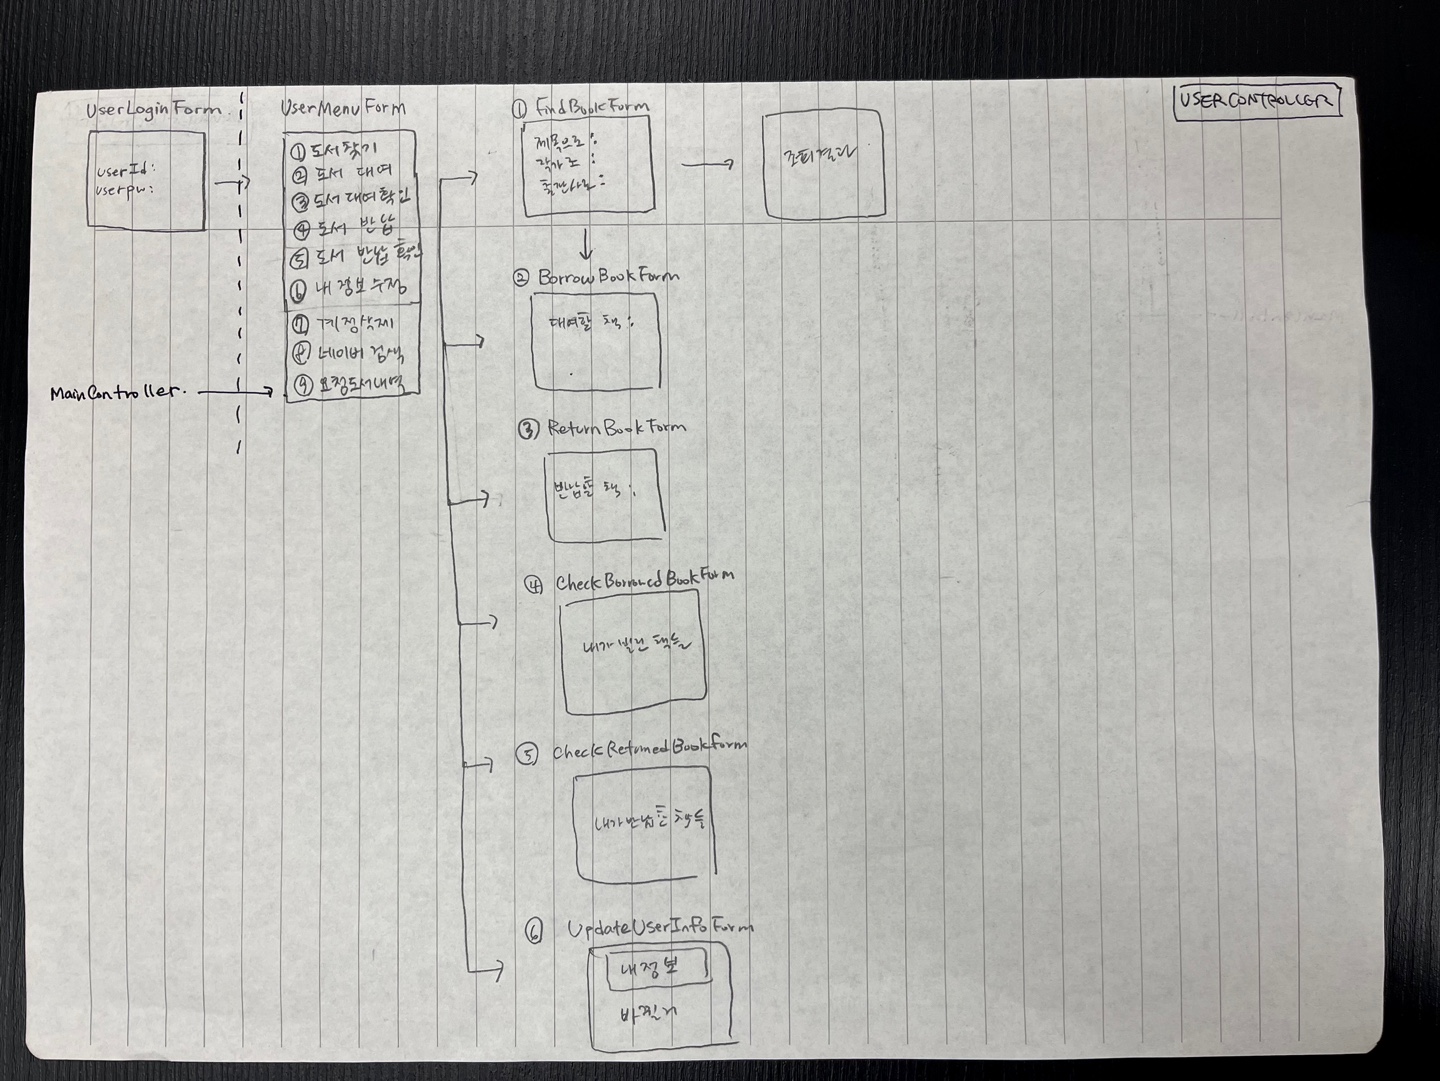 UserLoginForm.
userId:
userpw:
MainController.
UserMenuForm
① 도서찾기
② 도서 대여
③ 도서대여확인
④ 도서 반납
⑤ 도서 반납 확인
⑥ 내 정보 수정
⑦ 계정삭제
⑧ 네이버 검색
⑨ 요청도서내역
① FindBookForm
제목으로:
작가로 :
출판사로:
조회결과
USERCONTROLLER
② BorrowBookForm
대여할 책:
③ ReturnBookForm
반납할 책:
④ CheckBorrowedBookForm
내가 빌린 책들
⑤ CheckReturnedBookForm
내가반납한 책들
⑥ UpdateUserInfoForm
내정보